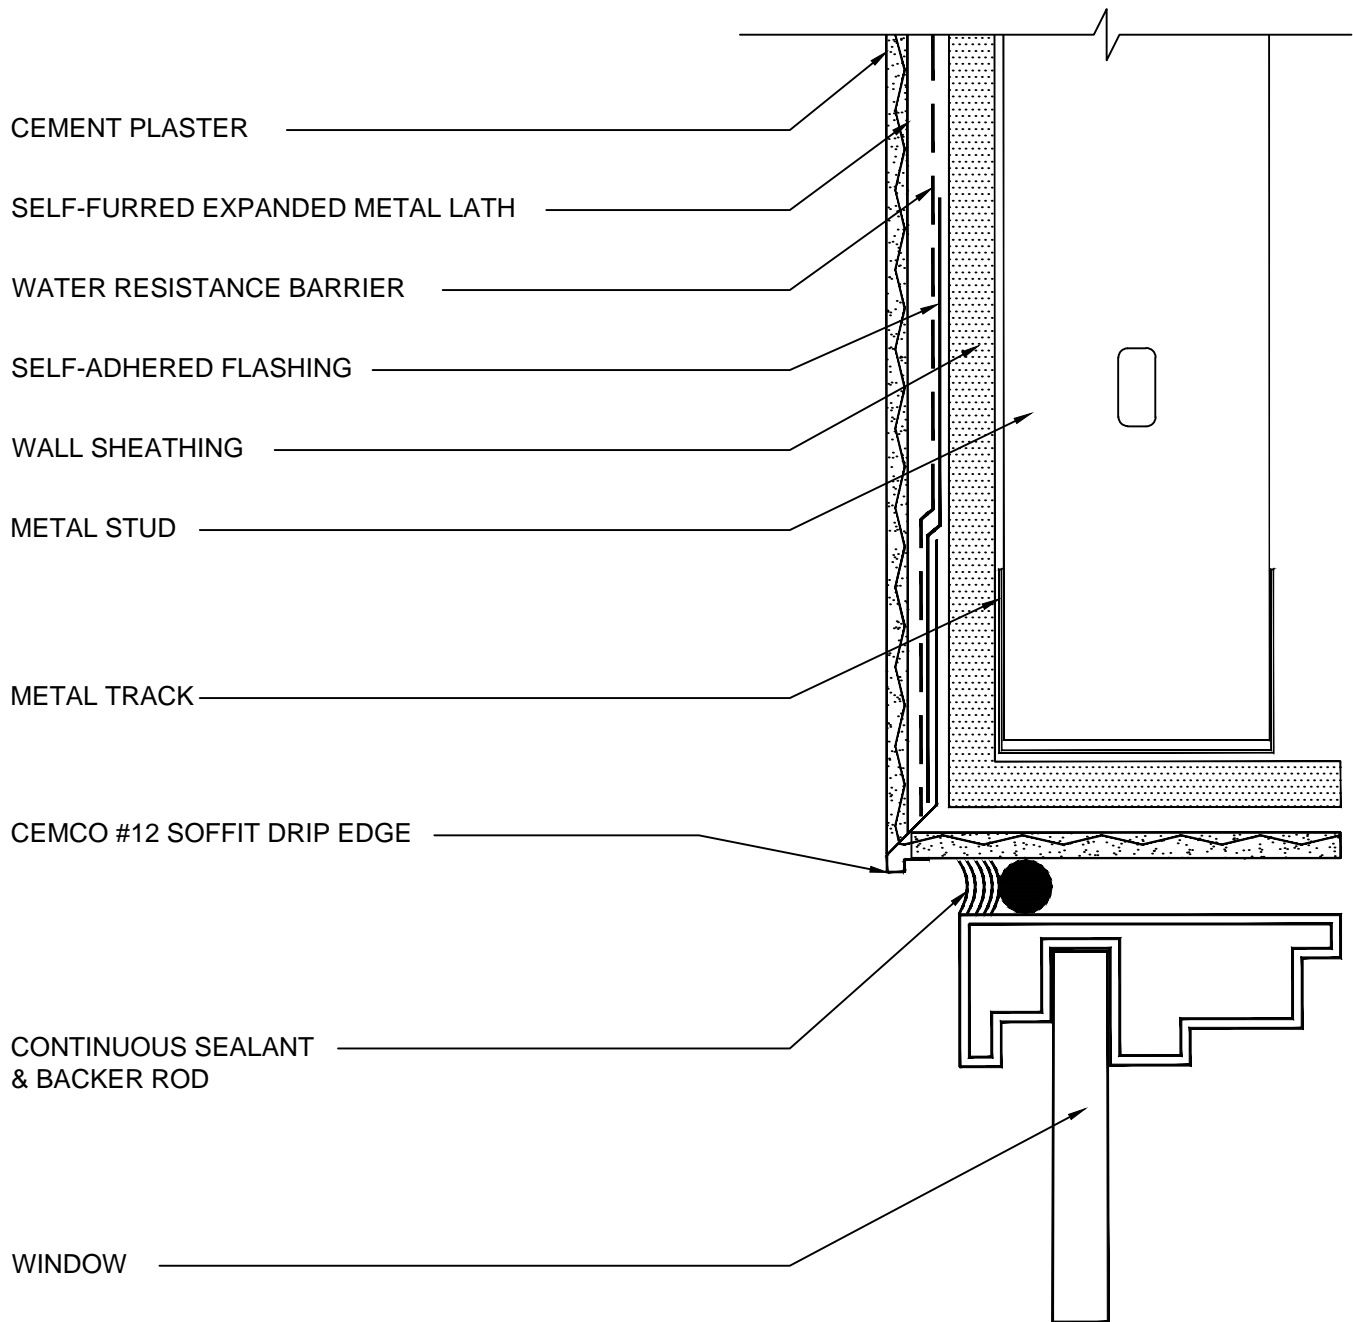 CEMENT PLASTER
SELF-FURRED EXPANDED METAL LATH
WATER RESISTANCE BARRIER
SELF-ADHERED FLASHING
WALL SHEATHING
METAL STUD
METAL TRACK
CEMCO #12 SOFFIT DRIP EDGE
CONTINUOUS SEALANT
& BACKER ROD
WINDOW